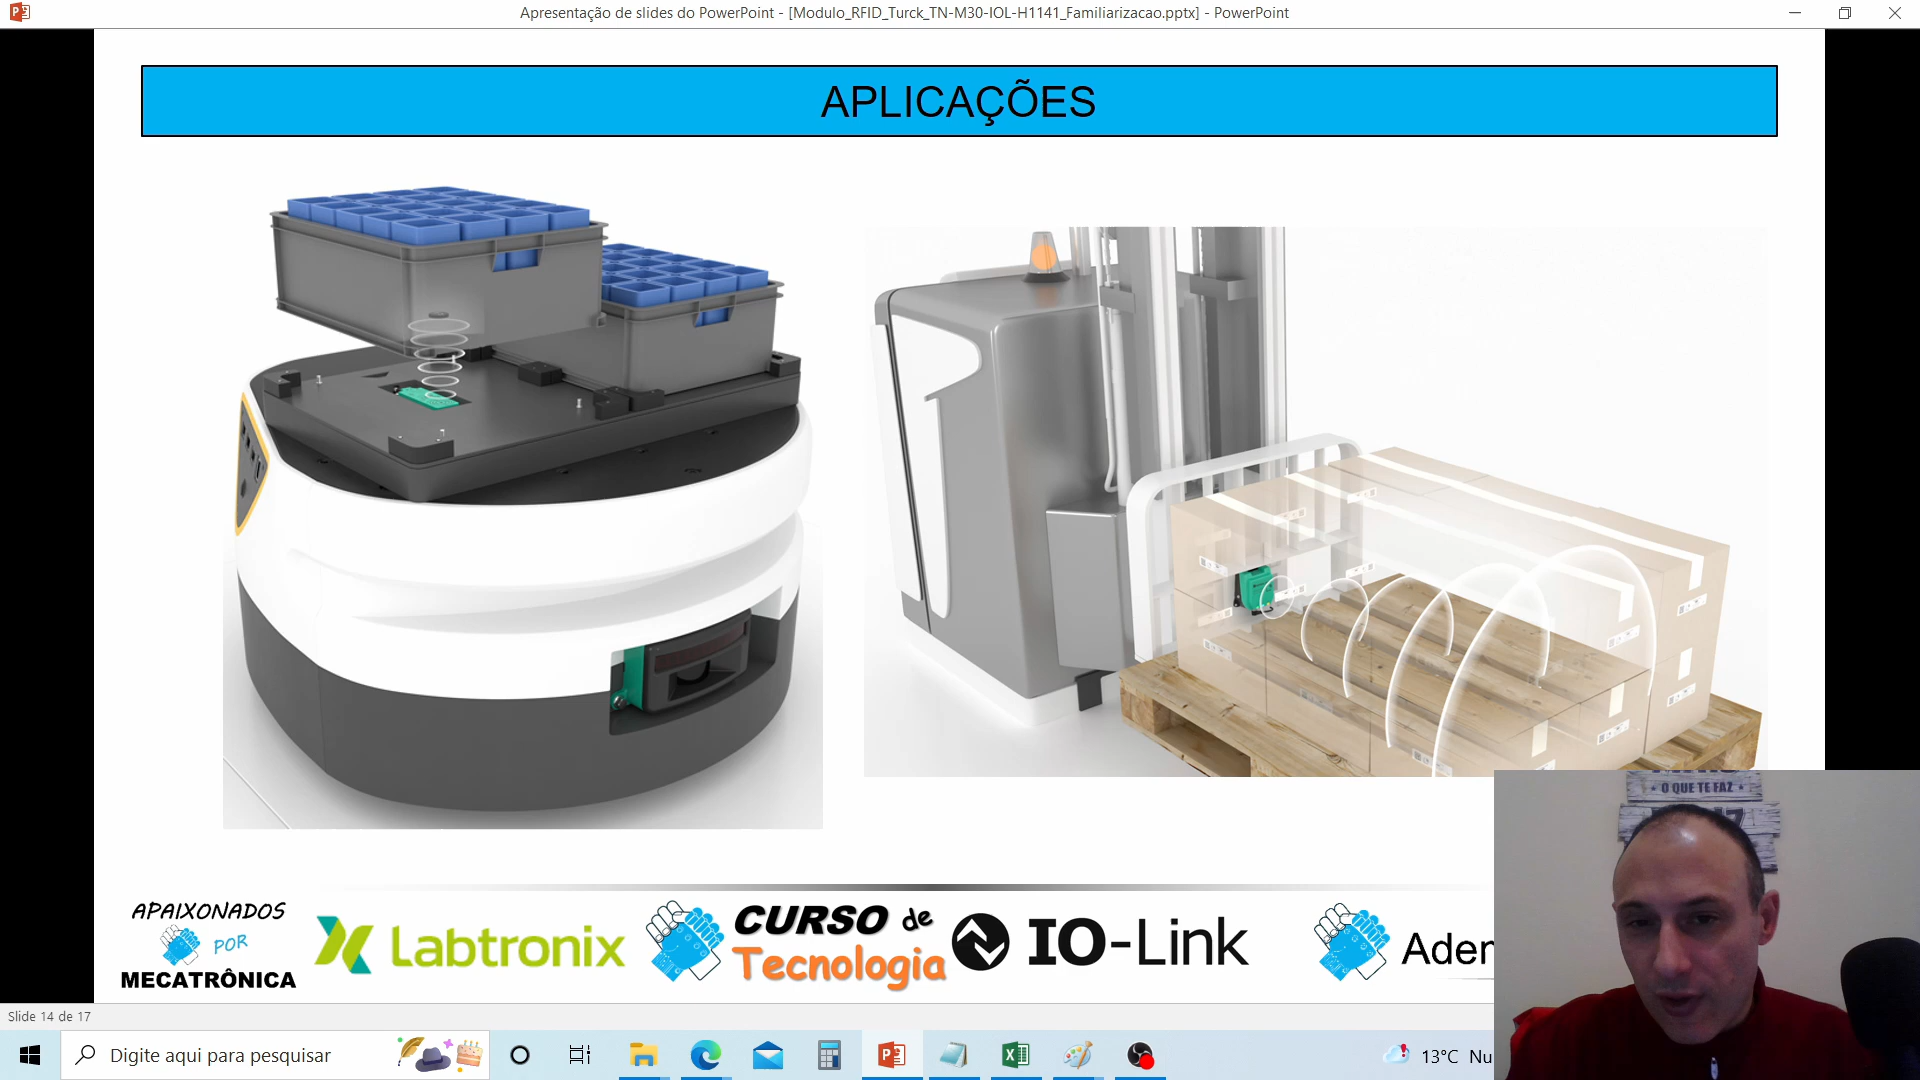 Apresentação de slides do PowerPoint - [Modulo_RFID_Turck_TN-M30-IOL-H1141_Familiarizacao.pptx] - PowerPoint
APLICAÇÕES
O QUE TE FAZ
APAIXONADOS
POR
MECATRÔNICA
Labtronix
CURSO de
Tecnologia
IO-Link
Adem
Slide 14 de 17
Digite aqui para pesquisar
13°C Nu